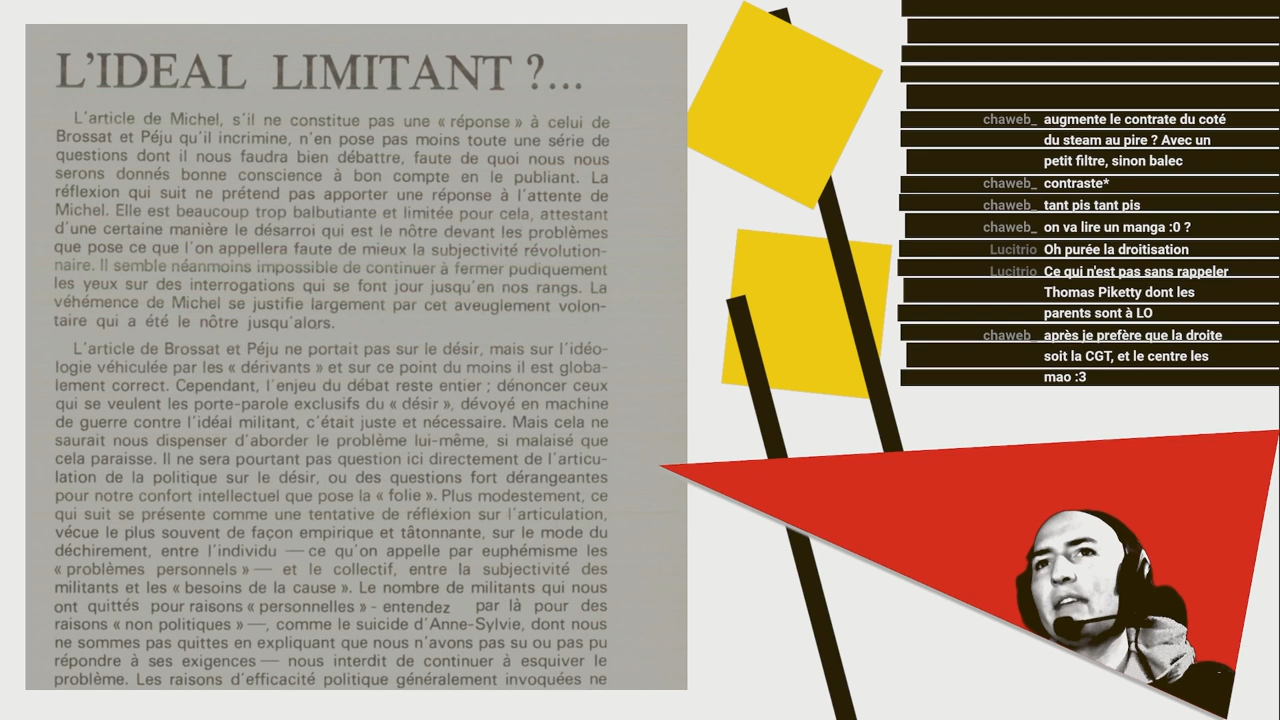 L'IDEAL LIMITANT ?...
L'article de Michel, s'il ne constitue pas une « réponse » à celui de
Brossat et Péju qu'il incrimine, n'en pose pas moins toute une série de
questions dont il nous faudra bien débattre, faute de quoi nous nous
serons donnés bonne conscience à bon compte en le publiant. La
réflexion qui suit ne prétend pas apporter une réponse à l'attente de
Michel. Elle est beaucoup trop balbutiante et limitée pour cela, attestant
d'une certaine manière le désarroi qui est le nôtre devant les problèmes
que pose ce que l'on appellera faute de mieux la subjectivité révolution-
naire. Il semble néanmoins impossible de continuer à fermer pudiquement
les yeux sur des interrogations qui se font jour jusqu'en nos rangs. La
véhémence de Michel se justifie largement par cet aveuglement volon-
taire qui a été le nôtre jusqu'alors.
L'article de Brossat et Péju ne portait pas sur le désir, mais sur l'idéo-
logie véhiculée par les « dérivants » et sur ce point du moins il est globa-
lement correct. Cependant, l'enjeu du débat reste entier ; dénoncer ceux
qui se veulent les porte-parole exclusifs du « désir », dévoyé en machine
de guerre contre l'idéal militant, c'était juste et nécessaire. Mais cela ne
saurait nous dispenser d'aborder le problème lui-même, si malaisé que
cela paraisse. Il ne sera pourtant pas question ici directement de l'articu-
lation de la politique sur le désir, ou des questions fort dérangeantes
pour notre confort intellectuel que pose la « folie ». Plus modestement, ce
qui suit se présente comme une tentative de réflexion sur l'articulation,
vécue le plus souvent de façon empirique et tâtonnante, sur le mode du
déchirement, entre l'individu — ce qu'on appelle par euphémisme les
« problèmes personnels » — et le collectif, entre la subjectivité des
militants et les « besoins de la cause ». Le nombre de militants qui nous
ont quittés pour raisons « personnelles » - entendez par là pour des
raisons « non politiques » —, comme le suicide d'Anne-Sylvie, dont nous
ne sommes pas quittes en expliquant que nous n'avons pas su ou pas pu
répondre à ses exigences — nous interdit de continuer à esquiver le
problème. Les raisons d'efficacité politique généralement invoquées ne
chaweb_ augmente le contrate du coté
du steam au pire ? Avec un
petit filtre, sinon balec
chaweb_ contraste*
chaweb_ tant pis tant pis
chaweb_ on va lire un manga :0 ?
Lucitrio Oh purée la droitisation
Lucitrio Ce qui n'est pas sans rappeler
Thomas Piketty dont les
parents sont à LO
chaweb_ après je prefère que la droite
soit la CGT, et le centre les
mao :3